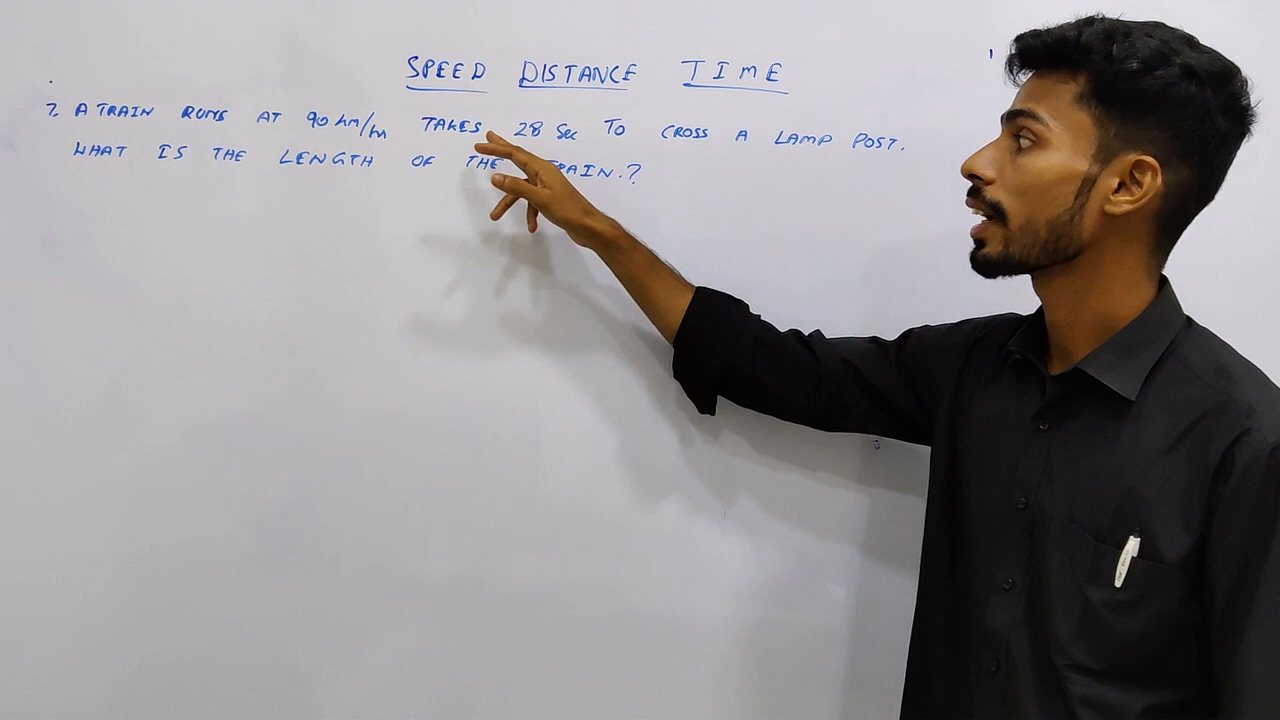 SPEED DISTANCE TIME
7. A TRAIN RUNS AT 90 km/hr TAKES 28 Sec TO CROSS A LAMP POST.
WHAT IS THE LENGTH OF THE TRAIN.?